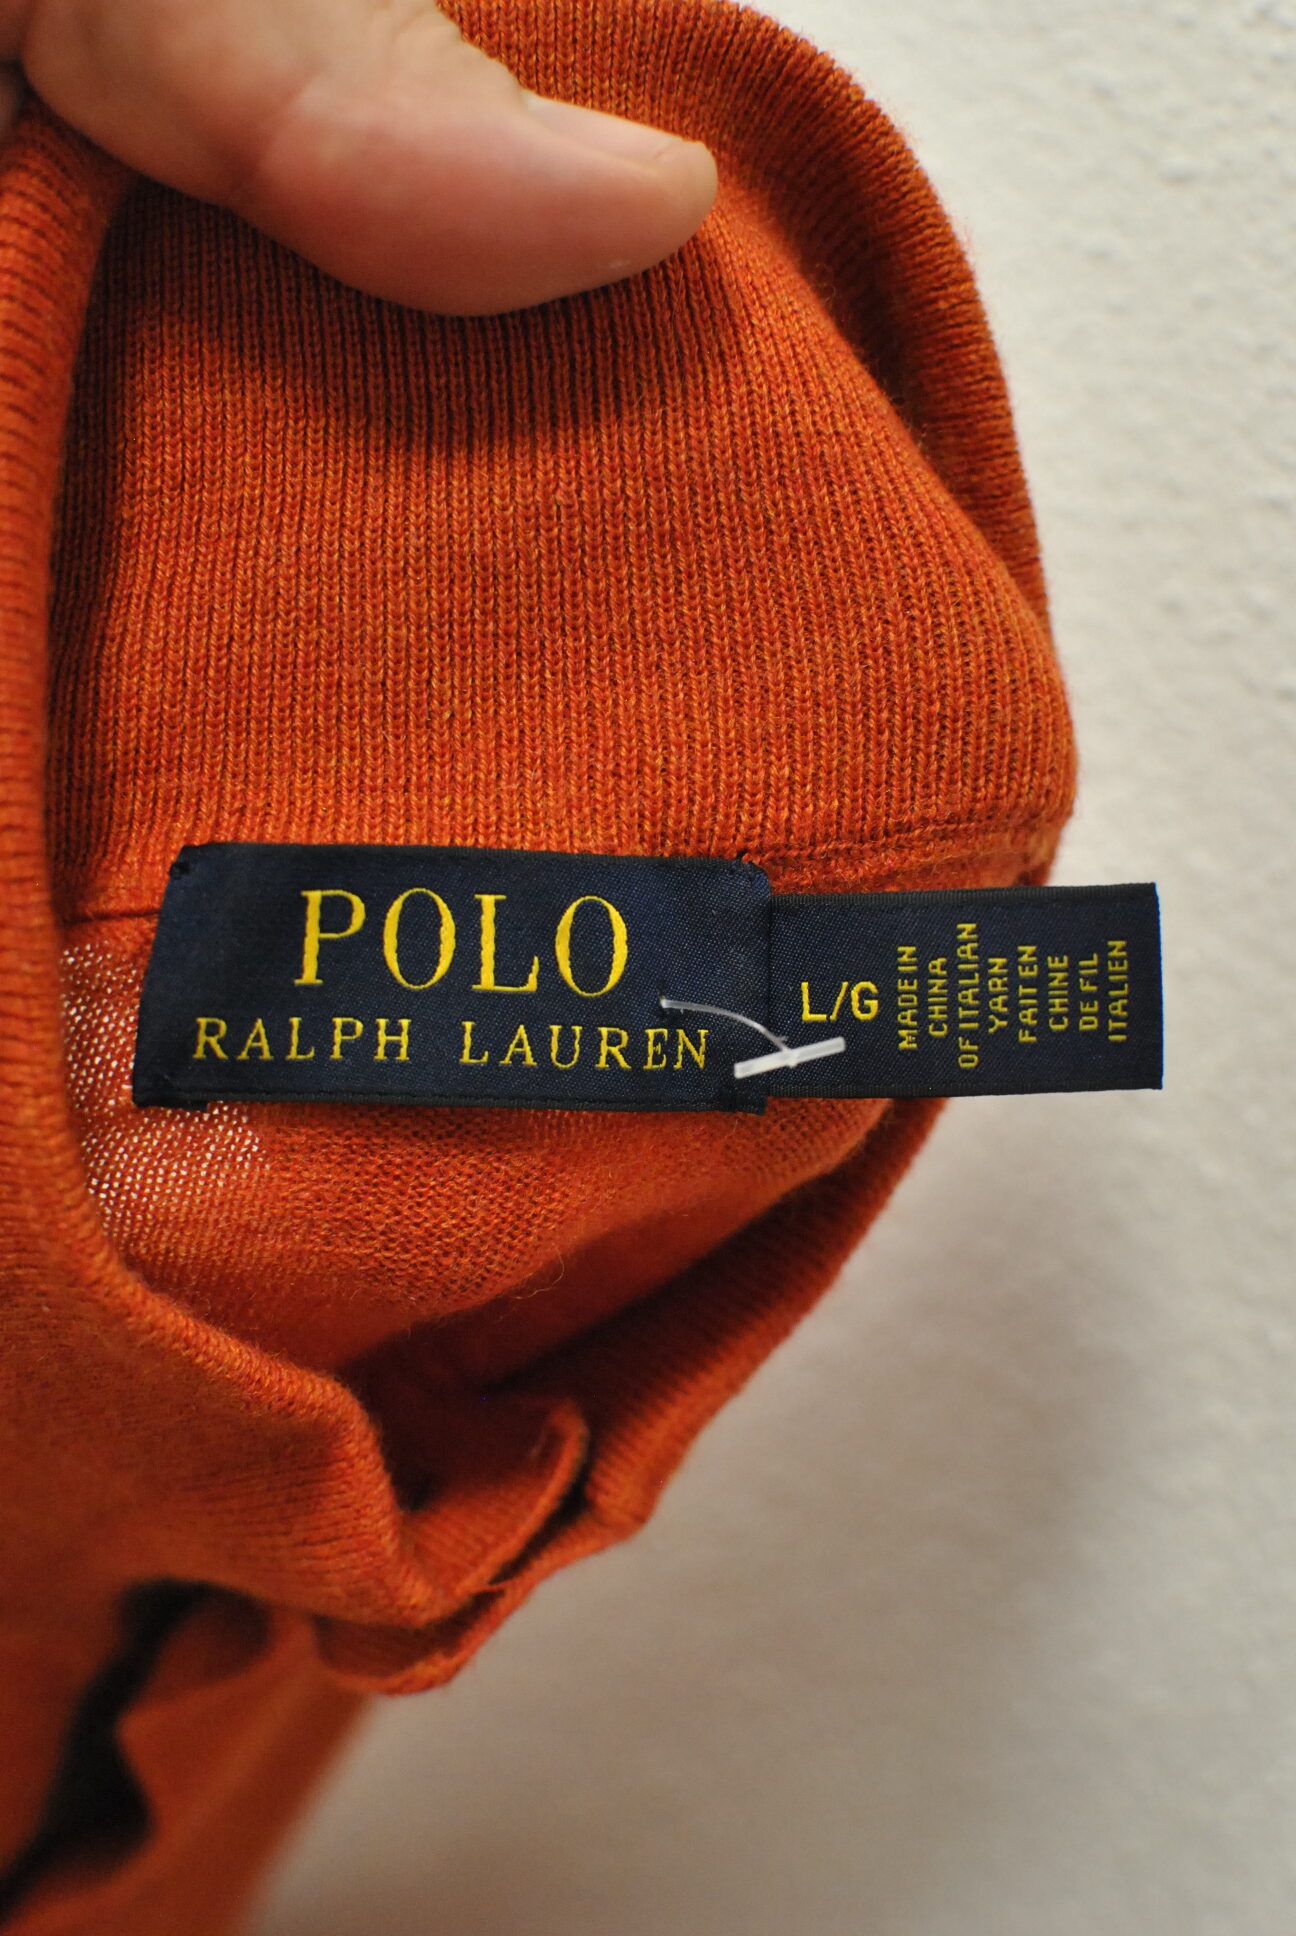 POLO
RALPH LAUREN
L/G
MADE IN
CHINA
OF ITALIAN
YARN
FAIT EN
CHINE
DE FIL
ITALIEN